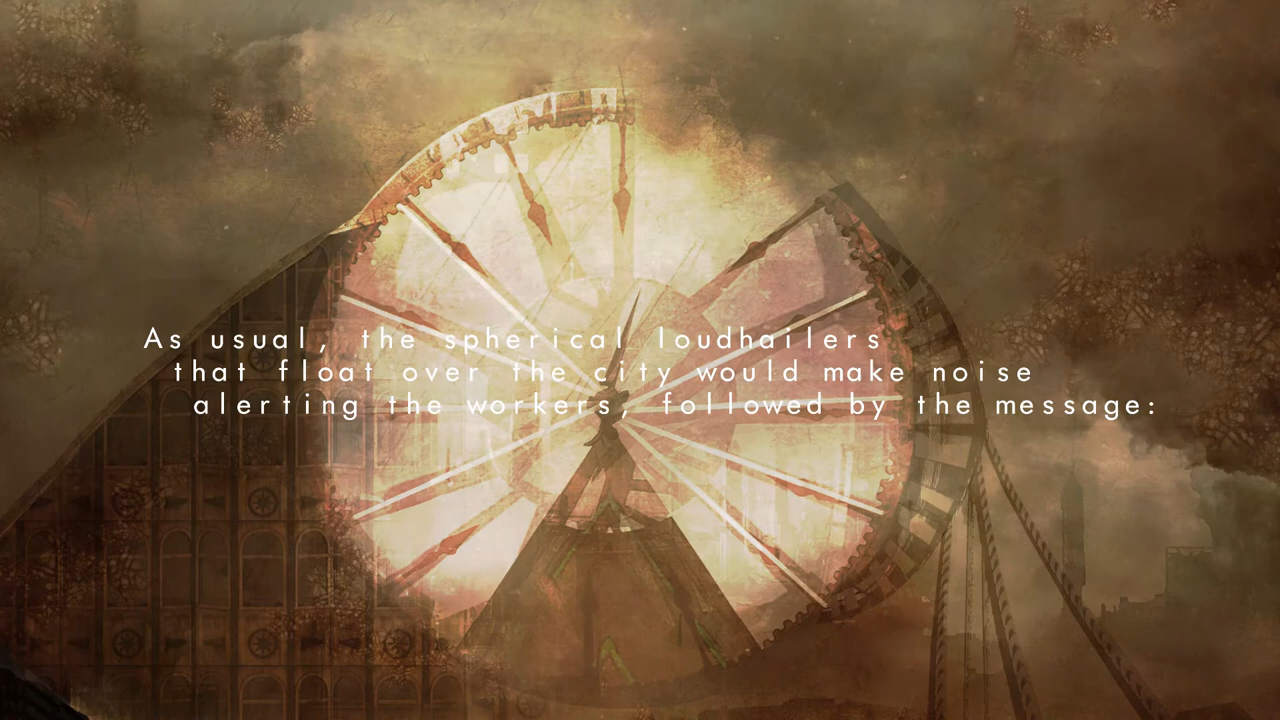 As usual, the spherical loudhailers
that float over the city would make noise
alerting the workers, followed by the message: